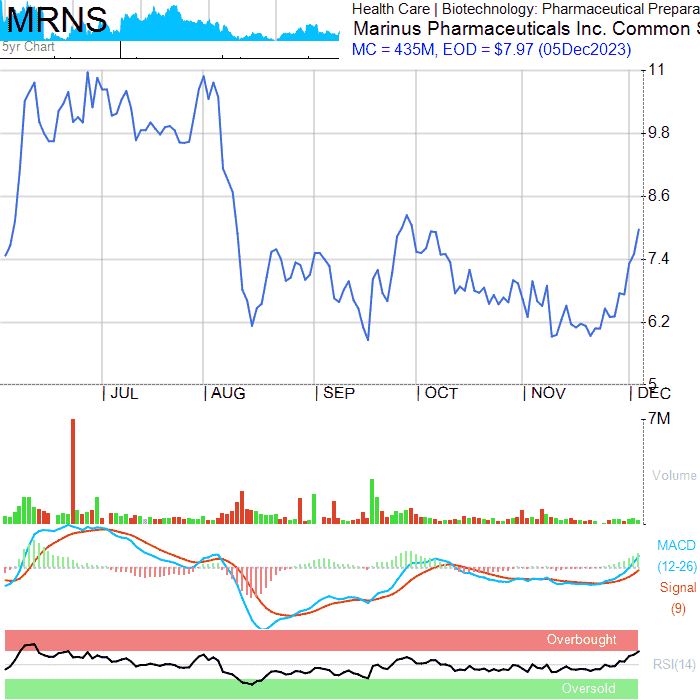 MRNS
5yr Chart
Health Care | Biotechnology: Pharmaceutical Prepara
Marinus Pharmaceuticals Inc. Common S
MC = 435M, EOD = $7.97 (05Dec2023)
11
9.8
8.6
7.4
6.2
5
| JUL | AUG | SEP | OCT | NOV | DEC
7M
Volume
MACD
(12-26)
Signal
(9)
Overbought
RSI(14)
Oversold